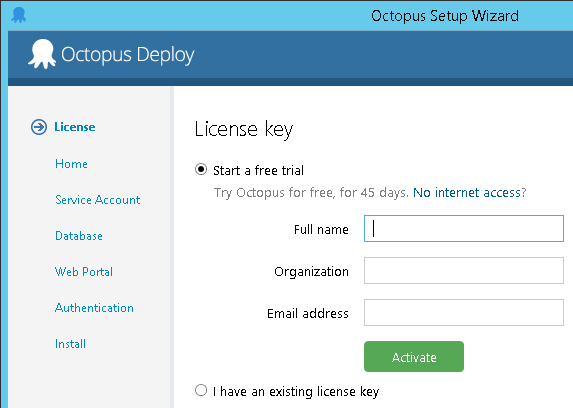 Octopus Setup Wizard
Octopus Deploy
License
Home
Service Account
Database
Web Portal
Authentication
Install
License key
Start a free trial
Try Octopus for free, for 45 days. No internet access?
Full name
Organization
Email address
Activate
I have an existing license key